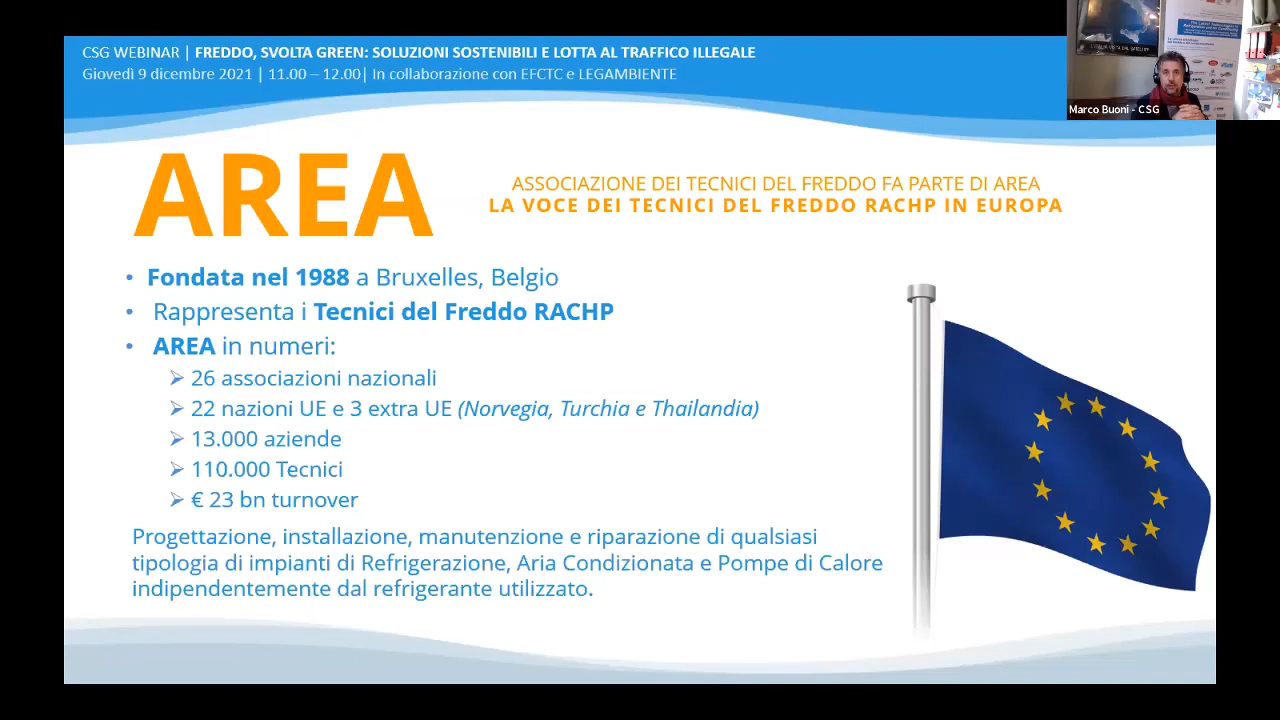 CSG WEBINAR | FREDDO, SVOLTA GREEN: SOLUZIONI SOSTENIBILI E LOTTA AL TRAFFICO ILLEGALE
Giovedì 9 dicembre 2021 | 11.00 – 12.00| In collaborazione con EFCTC e LEGAMBIENTE
L'ITALIA VISTA DAL SATELLITE
Marco Buoni - CSG
AREA
ASSOCIAZIONE DEI TECNICI DEL FREDDO FA PARTE DI AREA
LA VOCE DEI TECNICI DEL FREDDO RACHP IN EUROPA
• Fondata nel 1988 a Bruxelles, Belgio
• Rappresenta i Tecnici del Freddo RACHP
• AREA in numeri:
➢ 26 associazioni nazionali
➢ 22 nazioni UE e 3 extra UE (Norvegia, Turchia e Thailandia)
➢ 13.000 aziende
➢ 110.000 Tecnici
➢ € 23 bn turnover
Progettazione, installazione, manutenzione e riparazione di qualsiasi
tipologia di impianti di Refrigerazione, Aria Condizionata e Pompe di Calore
indipendentemente dal refrigerante utilizzato.